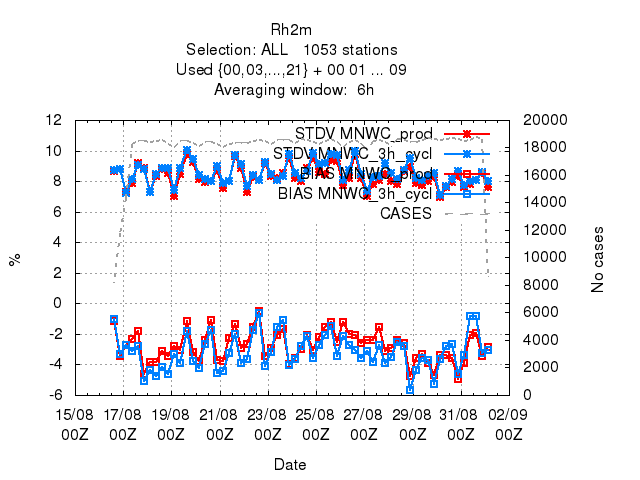 Rh2m
Selection: ALL 1053 stations
Used {00,03,...,21} + 00 01 ... 09
Averaging window: 6h
12
10
8
6
4
2
0
-2
-4
-6
%
20000
18000
16000
14000
12000
10000
8000
6000
4000
2000
0
No cases
STDV MNWC_prod
STDV MNWC_3h_cycl
BIAS MNWC_prod
BIAS MNWC_3h_cycl
CASES
15/08 17/08 19/08 21/08 23/08 25/08 27/08 29/08 31/08 02/09
00Z 00Z 00Z 00Z 00Z 00Z 00Z 00Z 00Z 00Z
Date